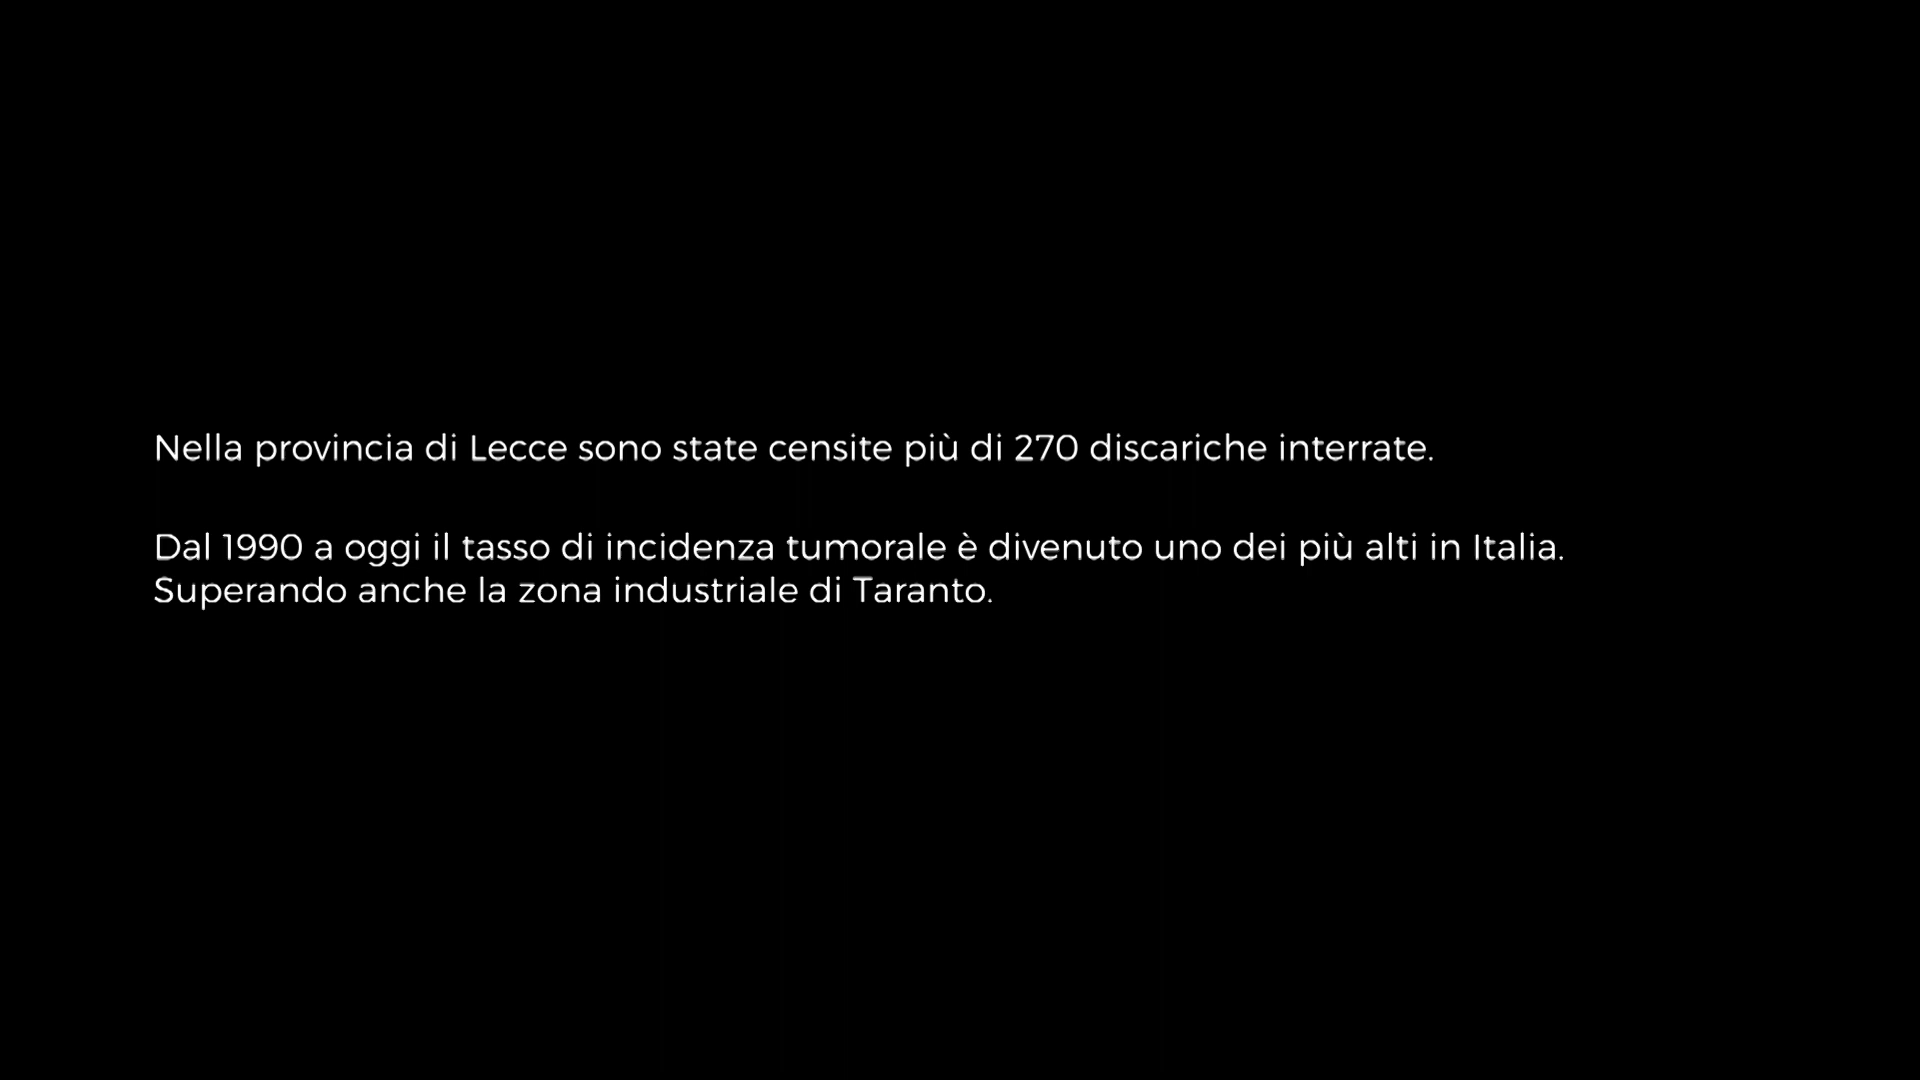 Nella provincia di Lecce sono state censite più di 270 discariche interrate.
Dal 1990 a oggi il tasso di incidenza tumorale è divenuto uno dei più alti in Italia.
Superando anche la zona industriale di Taranto.